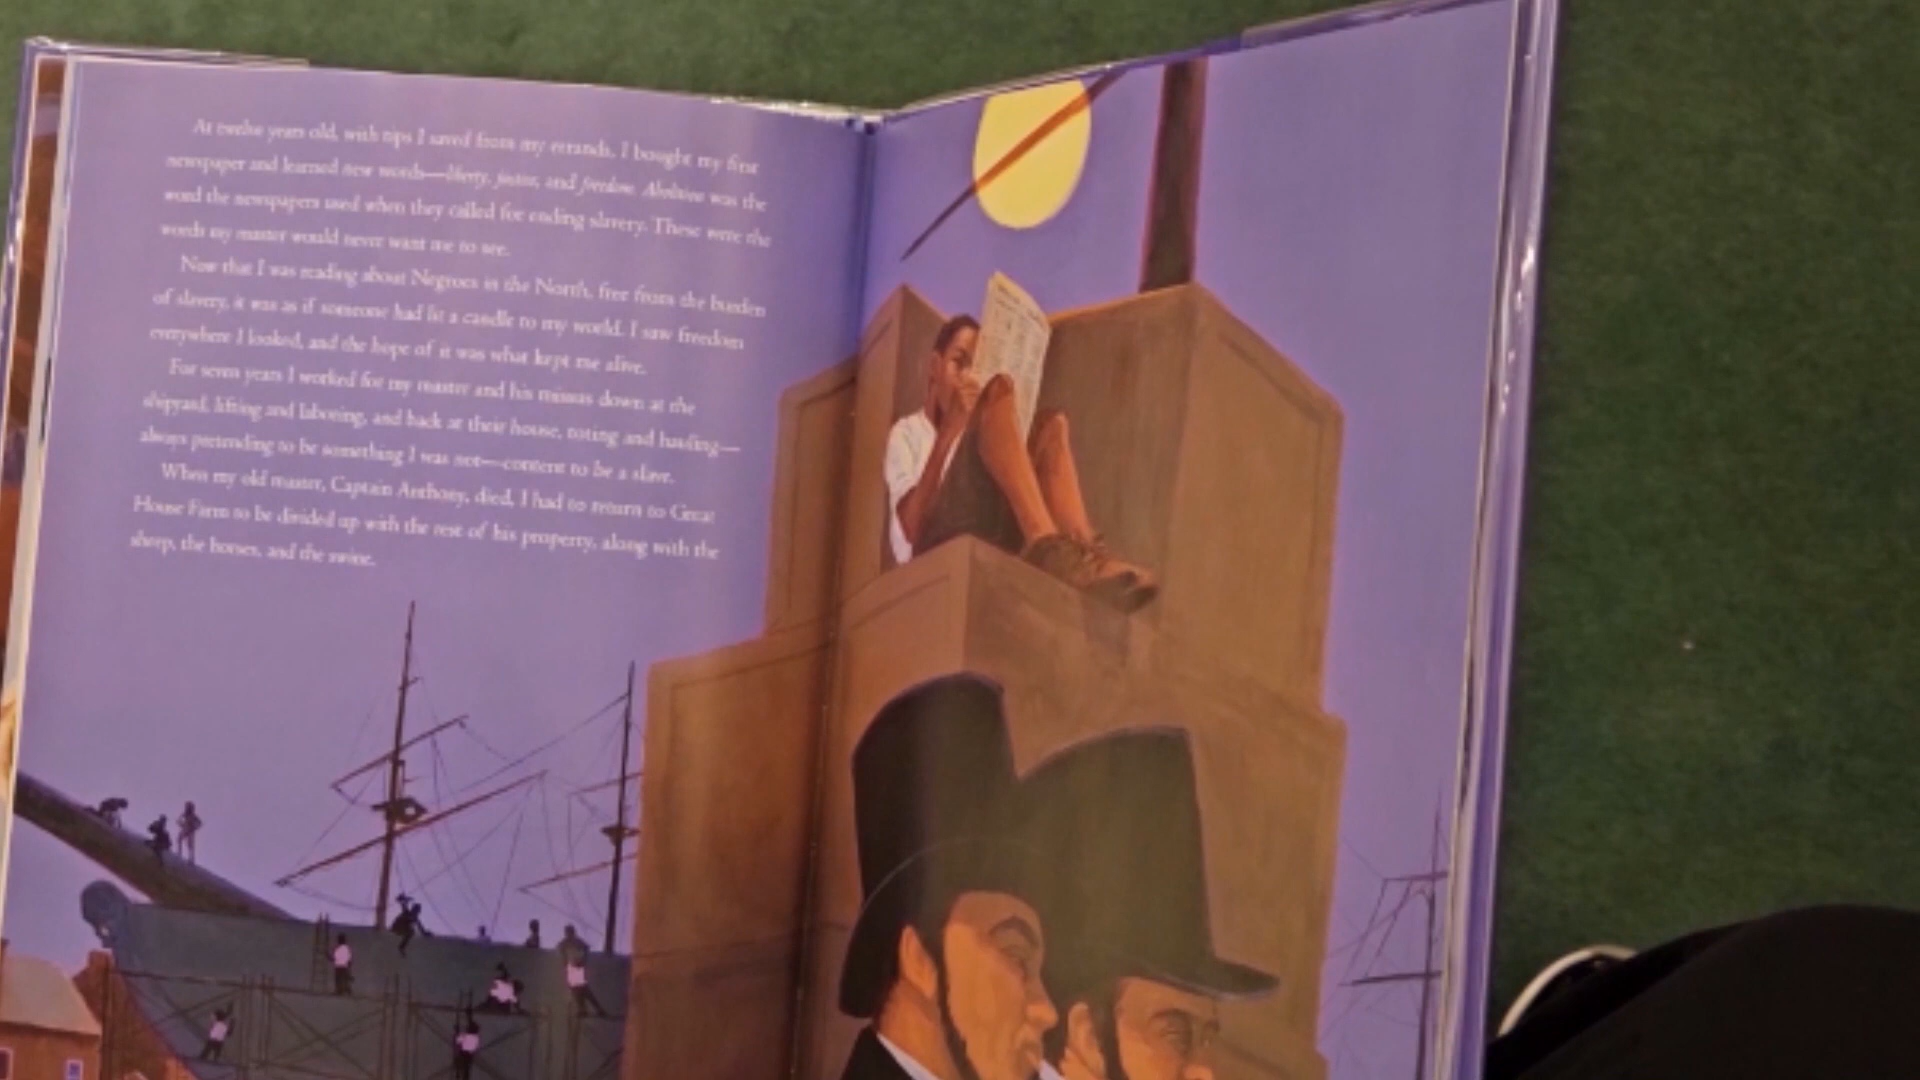 At twelve years old, with tips I saved from my errands, I bought my first
newspaper and learned new words—liberty, justice, and freedom. Abolition was the
word the newspapers used when they called for ending slavery. These were the
words my master would never want me to see.
Now that I was reading about Negroes in the North, free from the burden
of slavery, it was as if someone had lit a candle to my world. I saw freedom
everywhere I looked, and the hope of it was what kept me alive.
For seven years I worked for my master and his missus down at the
shipyard, lifting and laboring, and back at their house, toting and hauling—
always pretending to be something I was not—content to be a slave.
When my old master, Captain Anthony, died, I had to return to Great
House Farm to be divided up with the rest of his property, along with the
sheep, the horses, and the swine.